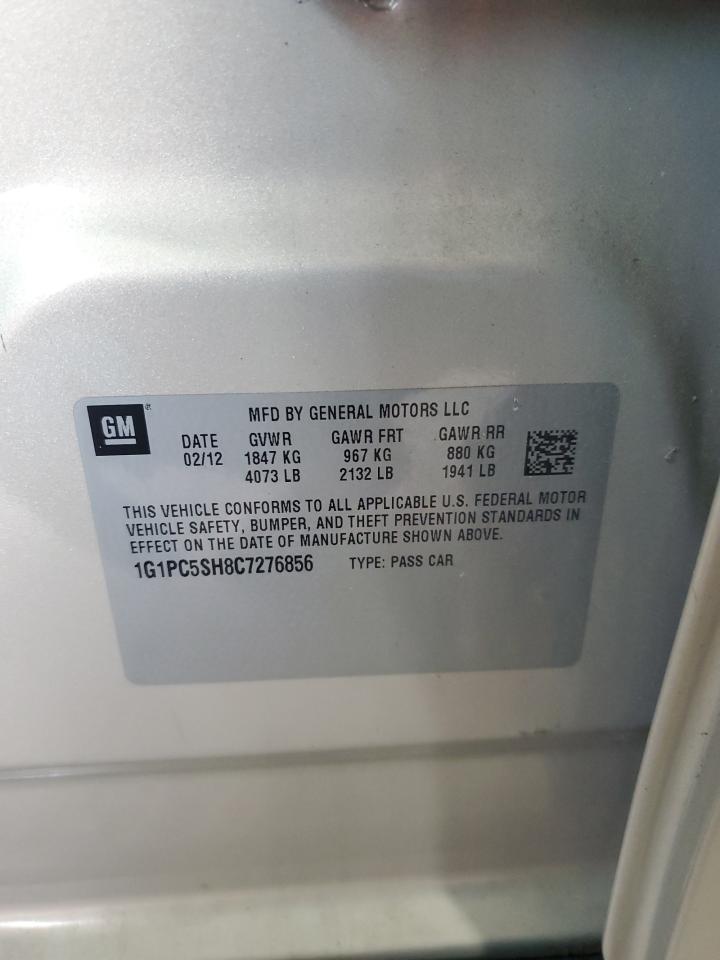 GM
MFD BY GENERAL MOTORS LLC
DATE GVWR GAWR FRT GAWR RR
02/12 1847 KG 967 KG 880 KG
4073 LB 2132 LB 1941 LB
THIS VEHICLE CONFORMS TO ALL APPLICABLE U.S. FEDERAL MOTOR
VEHICLE SAFETY, BUMPER, AND THEFT PREVENTION STANDARDS IN
EFFECT ON THE DATE OF MANUFACTURE SHOWN ABOVE.
1G1PC5SH8C7276856 TYPE: PASS CAR